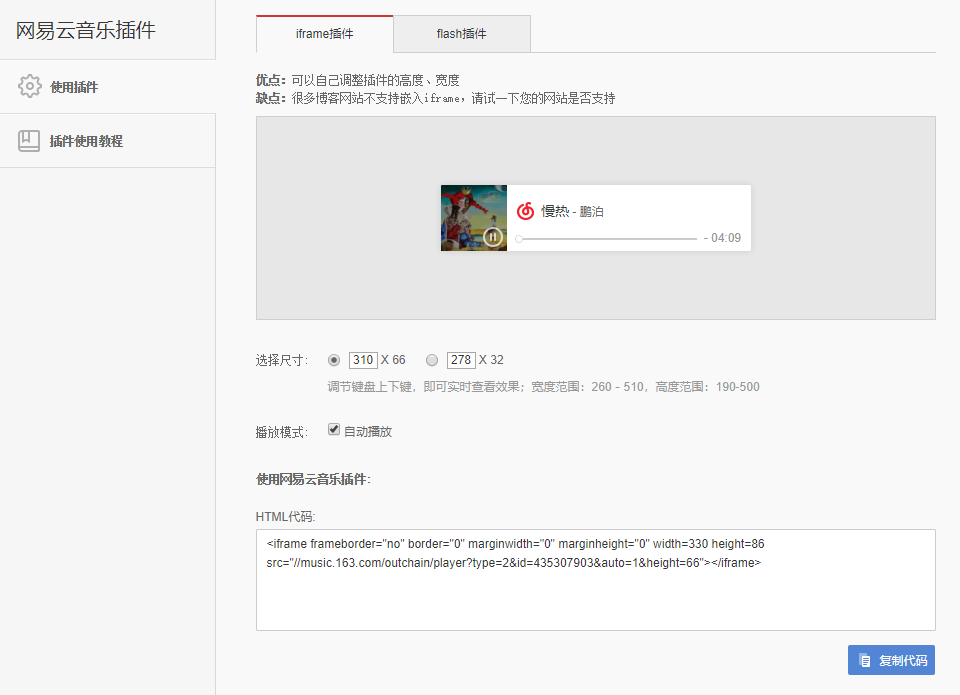 网易云音乐插件
使用插件
插件使用教程
iframe插件
flash插件
优点：可以自己调整插件的高度、宽度
缺点：很多博客网站不支持嵌入iframe，请试一下您的网站是否支持
慢热 - 鹏泊
- 04:09
选择尺寸： 310 X 66 278 X 32
调节键盘上下键，即可实时查看效果；宽度范围：260 - 510，高度范围：190-500
播放模式： 自动播放
使用网易云音乐插件：
HTML代码:
<iframe frameborder="no" border="0" marginwidth="0" marginheight="0" width=330 height=86
src="//music.163.com/outchain/player?type=2&id=435307903&auto=1&height=66"></iframe>
复制代码